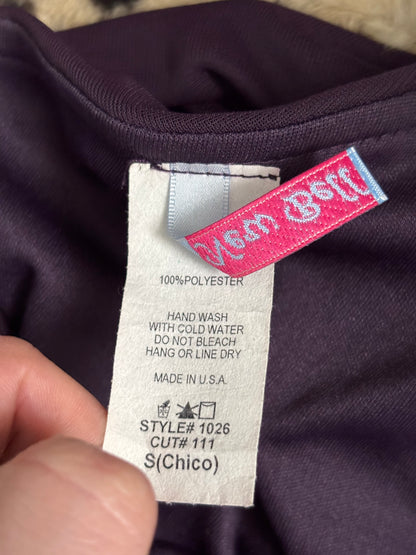 100%POLYESTER
HAND WASH
WITH COLD WATER
DO NOT BLEACH
HANG OR LINE DRY
MADE IN U.S.A.
STYLE# 1026
CUT# 111
S(Chico)